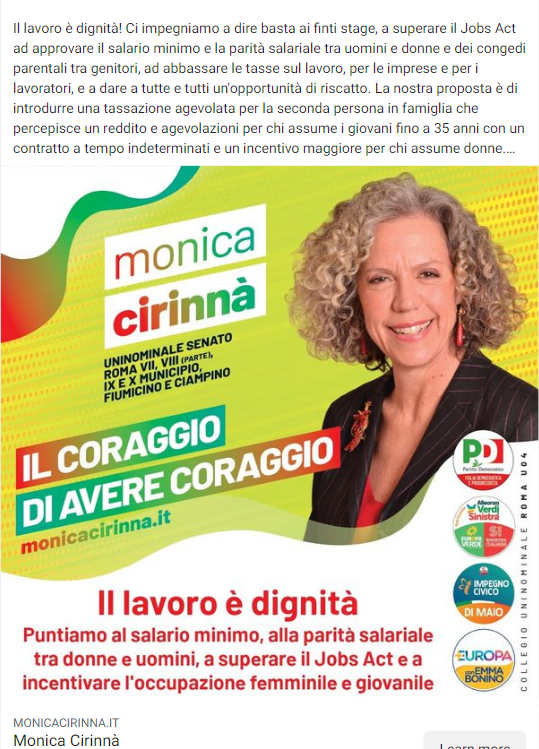 Il lavoro è dignità! Ci impegniamo a dire basta ai finti stage, a superare il Jobs Act
ad approvare il salario minimo e la parità salariale tra uomini e donne e dei congedi
parentali tra genitori, ad abbassare le tasse sul lavoro, per le imprese e per i
lavoratori, e a dare a tutte e tutti un'opportunità di riscatto. La nostra proposta è di
introdurre una tassazione agevolata per la seconda persona in famiglia che
percepisce un reddito e agevolazioni per chi assume i giovani fino a 35 anni con un
contratto a tempo indeterminati e un incentivo maggiore per chi assume donne....
monica
cirinnà
UNINOMINALE SENATO
ROMA VII, VIII (PARTE),
IX E X MUNICIPIO,
FIUMICINO E CIAMPINO
IL CORAGGIO
DI AVERE CORAGGIO
monicacirinna.it
PD
Partito Democratico
ITALIA DEMOCRATICA
E PROGRESSISTA
Alleanza
Verdi
Sinistra
EUROPA
VERDE
SI
SINISTRA
ITALIANA
IMPEGNO
CIVICO
DI MAIO
+EUROPA
con EMMA
BONINO
COLLEGIO UNINOMINALE ROMA U04
Il lavoro è dignità
Puntiamo al salario minimo, alla parità salariale
tra donne e uomini, a superare il Jobs Act e a
incentivare l'occupazione femminile e giovanile
MONICACIRINNA.IT
Monica Cirinnà
Learn more